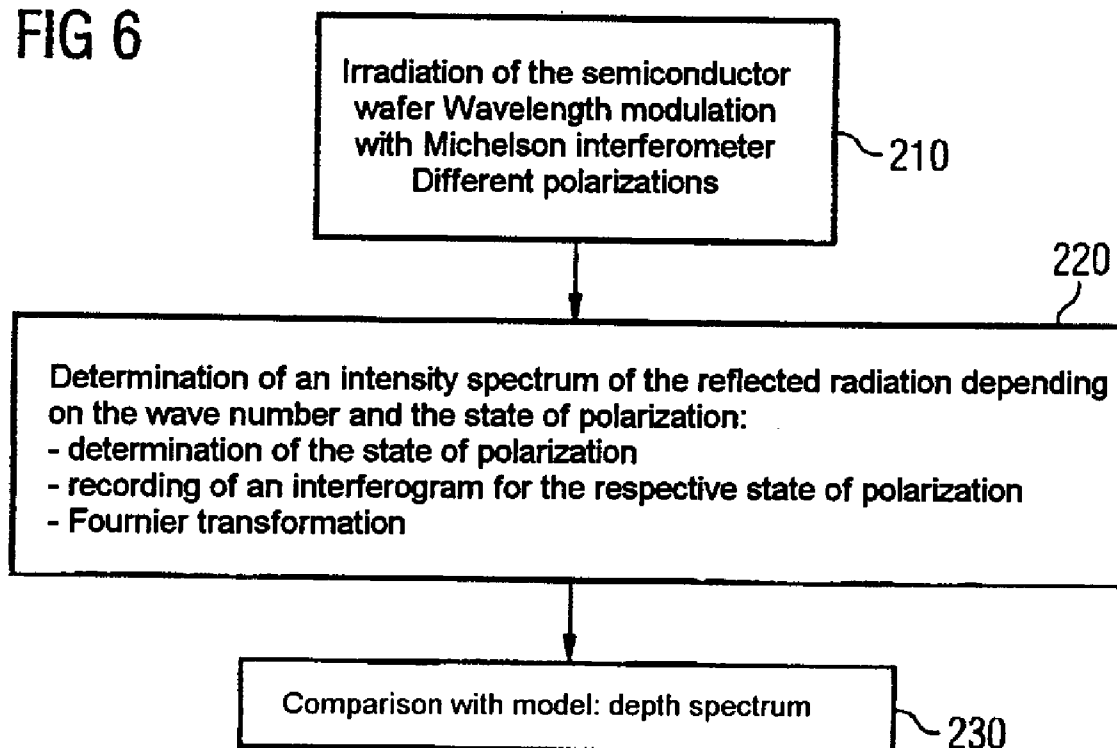 FIG 6
Irradiation of the semiconductor
wafer Wavelength modulation
with Michelson interferometer
Different polarizations
210
220
Determination of an intensity spectrum of the reflected radiation depending
on the wave number and the state of polarization:
- determination of the state of polarization
- recording of an interferogram for the respective state of polarization
- Fournier transformation
Comparison with model: depth spectrum
230